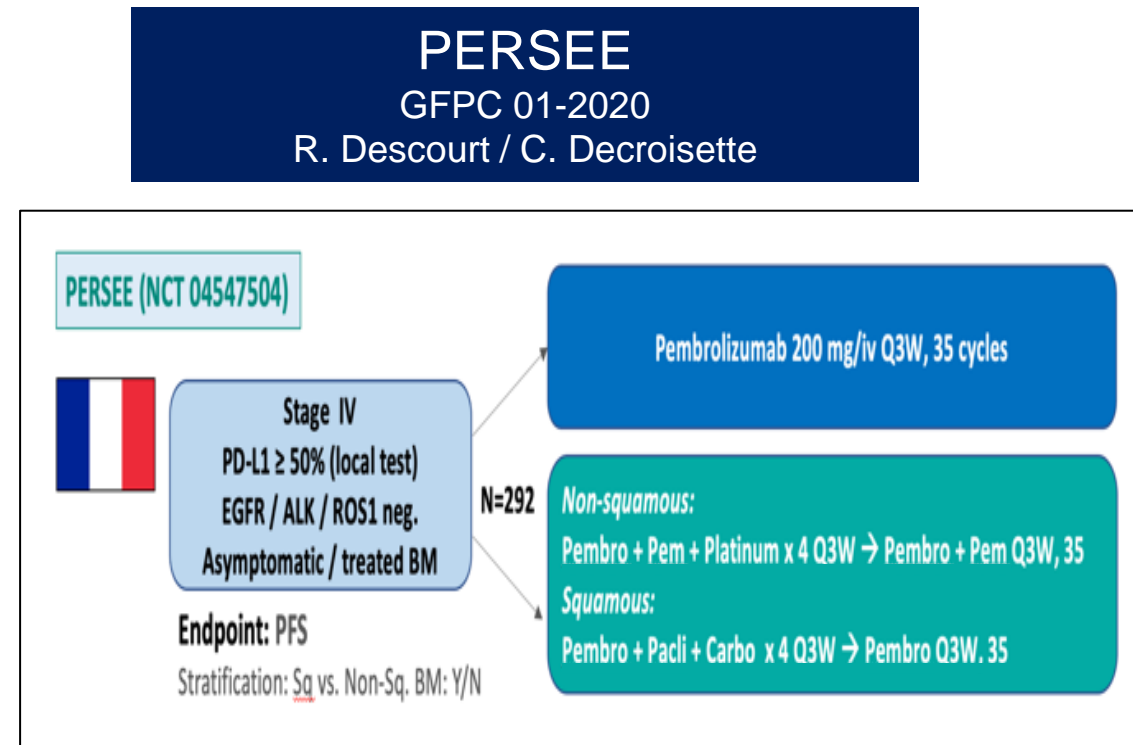 PERSEE
GFPC 01-2020
R. Descourt / C. Decroisette
PERSEE (NCT 04547504)
Stage IV
PD-L1 ≥ 50% (local test)
EGFR / ALK / ROS1 neg.
Asymptomatic / treated BM
N=292
Pembrolizumab 200 mg/iv Q3W, 35 cycles
Non-squamous:
Pembro + Pem + Platinum x 4 Q3W → Pembro + Pem Q3W, 35
Squamous:
Pembro + Pacli + Carbo x 4 Q3W → Pembro Q3W. 35
Endpoint: PFS
Stratification: Sq vs. Non-Sq. BM: Y/N